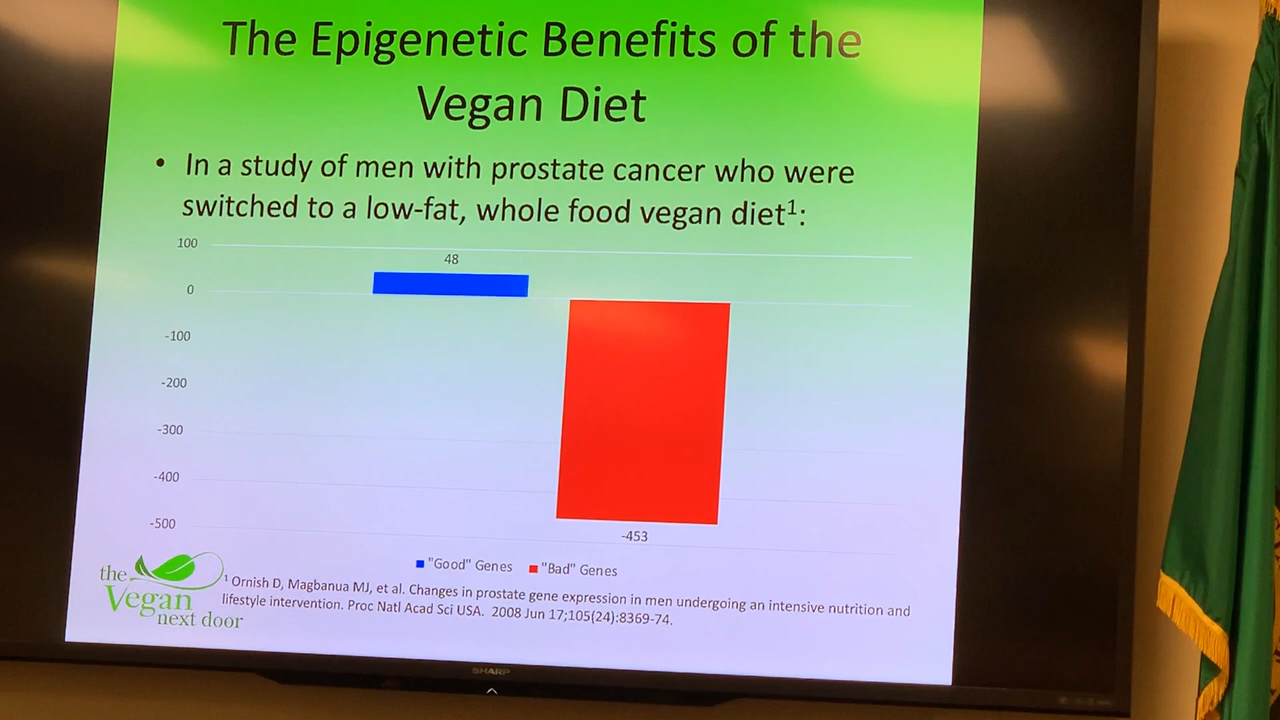 The Epigenetic Benefits of the
Vegan Diet
• In a study of men with prostate cancer who were
switched to a low-fat, whole food vegan diet¹:
100
48
0
-100
-200
-300
-400
-500
-453
"Good" Genes "Bad" Genes
the
Vegan
next door
¹ Ornish D, Magbanua MJ, et al. Changes in prostate gene expression in men undergoing an intensive nutrition and
lifestyle intervention. Proc Natl Acad Sci USA. 2008 Jun 17;105(24):8369-74.
SHARP